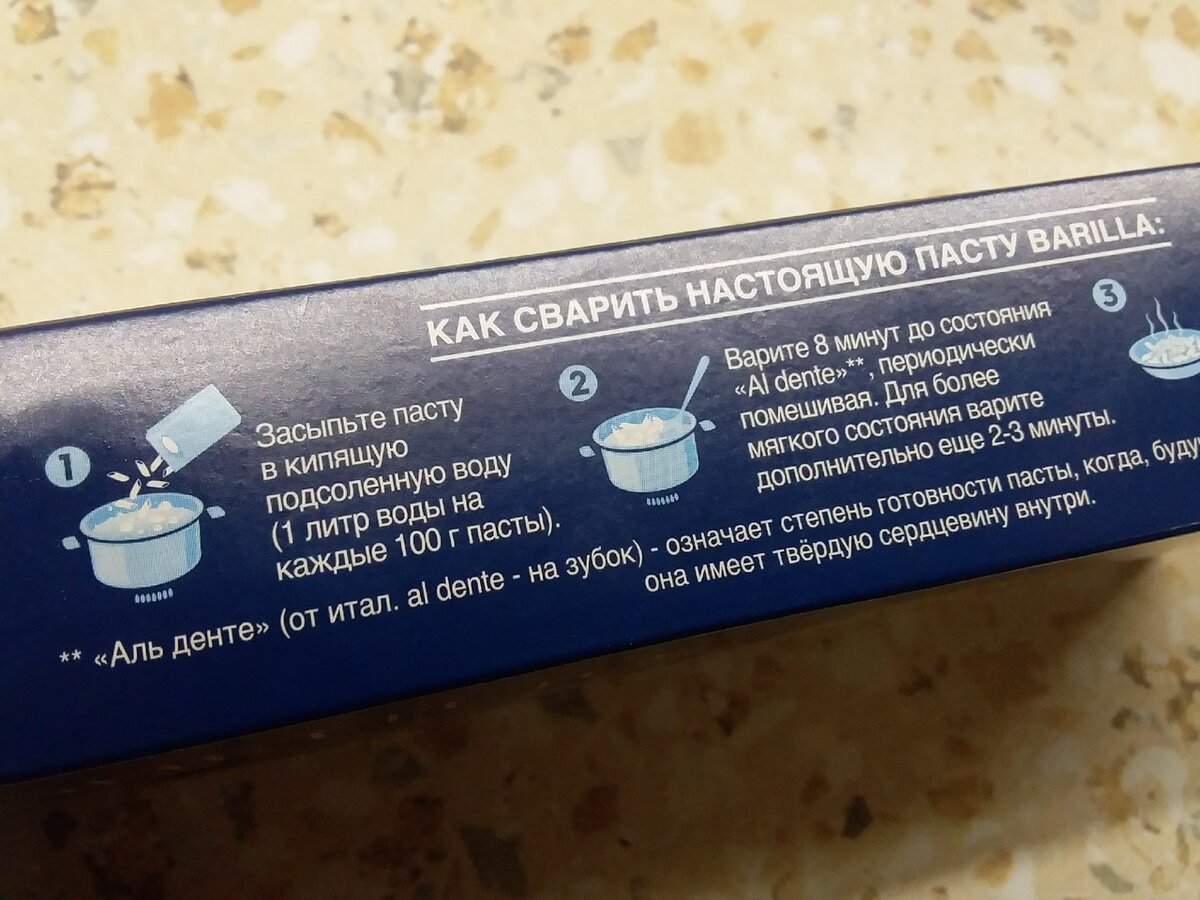 КАК СВАРИТЬ НАСТОЯЩУЮ ПАСТУ BARILLA:
1
Засыпьте пасту
в кипящую
подсоленную воду
(1 литр воды на
каждые 100 г пасты).
2
Варите 8 минут до состояния
«Al dente»**, периодически
помешивая. Для более
мягкого состояния варите
дополнительно еще 2-3 минуты.
3
** «Аль денте» (от итал. al dente - на зубок) - означает степень готовности пасты, когда, буду
она имеет твёрдую сердцевину внутри.